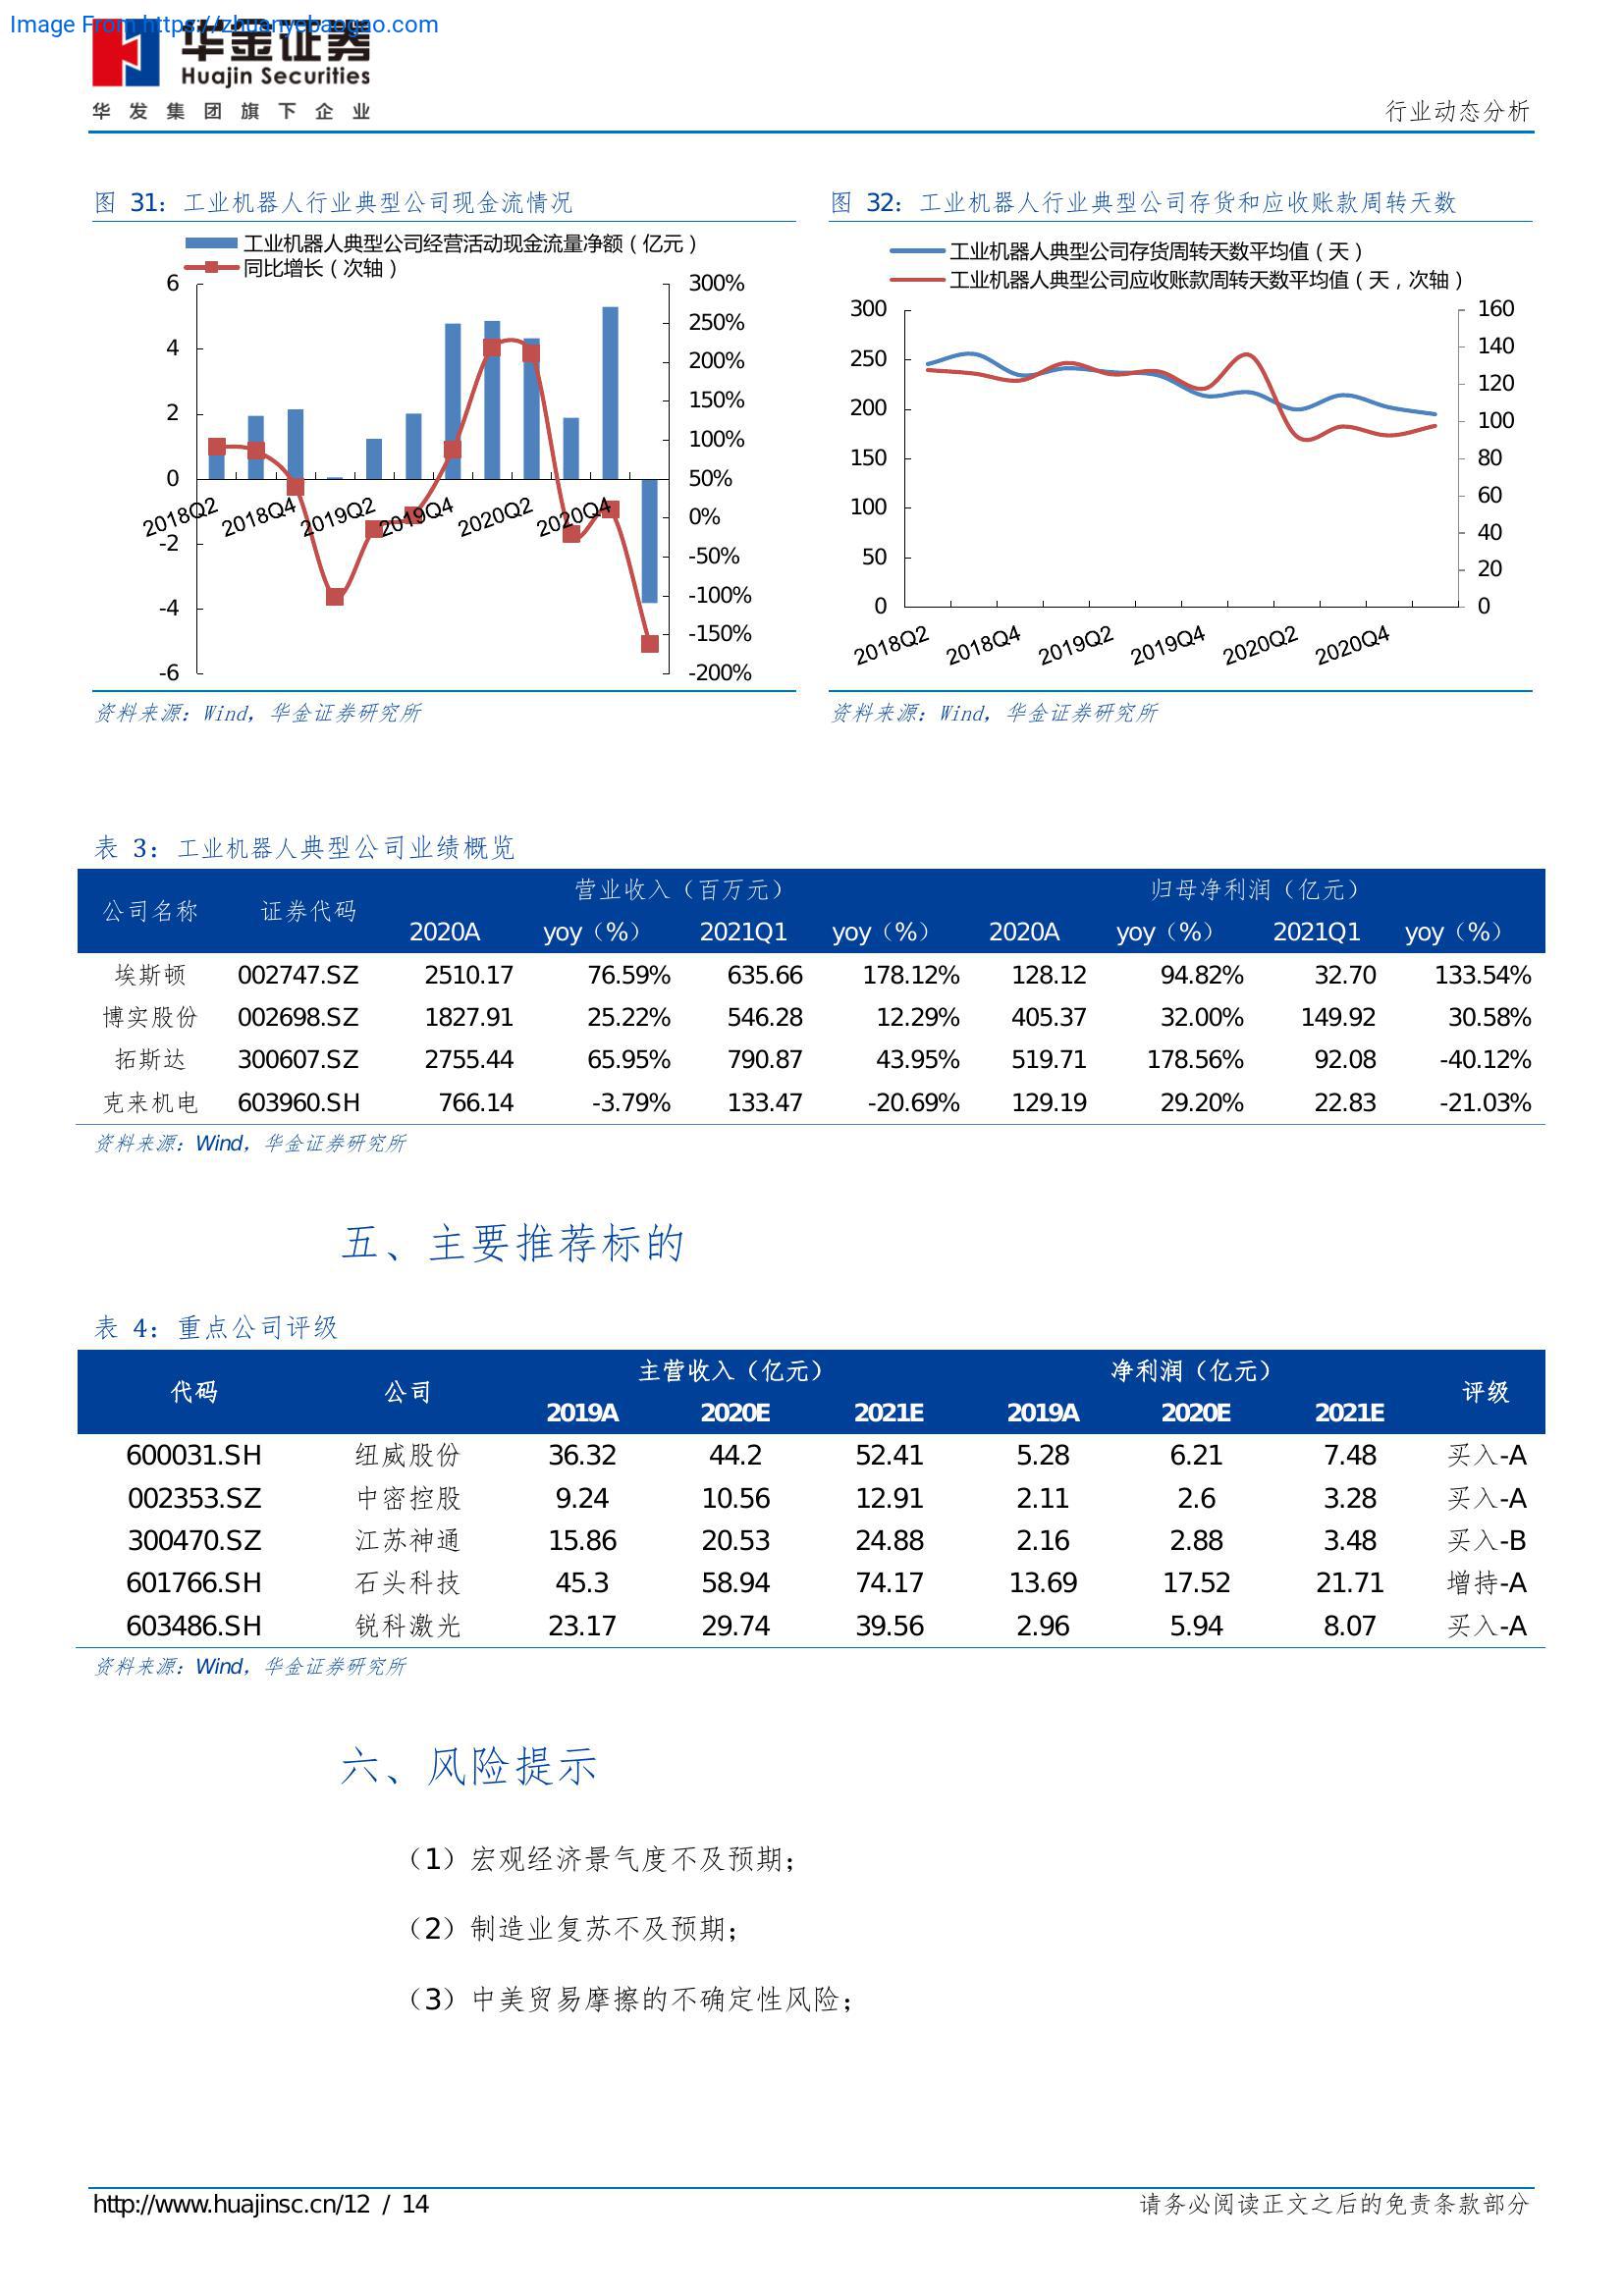 Image From https://zhuanyebaogao.com
华金证券
Huajin Securities
华发集团旗下企业
行业动态分析
图 31：工业机器人行业典型公司现金流情况
工业机器人典型公司经营活动现金流量净额（亿元）
同比增长（次轴）
6
4
2
0
-2
-4
-6
300%
250%
200%
150%
100%
50%
0%
-50%
-100%
-150%
-200%
2018Q2 2018Q4 2019Q2 2019Q4 2020Q2 2020Q4
资料来源：Wind，华金证券研究所
图 32：工业机器人行业典型公司存货和应收账款周转天数
工业机器人典型公司存货周转天数平均值（天）
工业机器人典型公司应收账款周转天数平均值（天，次轴）
300
250
200
150
100
50
0
160
140
120
100
80
60
40
20
0
2018Q2 2018Q4 2019Q2 2019Q4 2020Q2 2020Q4
资料来源：Wind，华金证券研究所
表 3：工业机器人典型公司业绩概览
公司名称 证券代码 营业收入（百万元） 归母净利润（亿元）
2020A yoy（%） 2021Q1 yoy（%） 2020A yoy（%） 2021Q1 yoy（%）
埃斯顿 002747.SZ 2510.17 76.59% 635.66 178.12% 128.12 94.82% 32.70 133.54%
博实股份 002698.SZ 1827.91 25.22% 546.28 12.29% 405.37 32.00% 149.92 30.58%
拓斯达 300607.SZ 2755.44 65.95% 790.87 43.95% 519.71 178.56% 92.08 -40.12%
克来机电 603960.SH 766.14 -3.79% 133.47 -20.69% 129.19 29.20% 22.83 -21.03%
资料来源：Wind，华金证券研究所
五、主要推荐标的
表 4：重点公司评级
代码 公司 主营收入（亿元） 净利润（亿元） 评级
2019A 2020E 2021E 2019A 2020E 2021E
600031.SH 纽威股份 36.32 44.2 52.41 5.28 6.21 7.48 买入-A
002353.SZ 中密控股 9.24 10.56 12.91 2.11 2.6 3.28 买入-A
300470.SZ 江苏神通 15.86 20.53 24.88 2.16 2.88 3.48 买入-B
601766.SH 石头科技 45.3 58.94 74.17 13.69 17.52 21.71 增持-A
603486.SH 锐科激光 23.17 29.74 39.56 2.96 5.94 8.07 买入-A
资料来源：Wind，华金证券研究所
六、风险提示
（1）宏观经济景气度不及预期；
（2）制造业复苏不及预期；
（3）中美贸易摩擦的不确定性风险；
http://www.huajinsc.cn/12 / 14
请务必阅读正文之后的免责条款部分